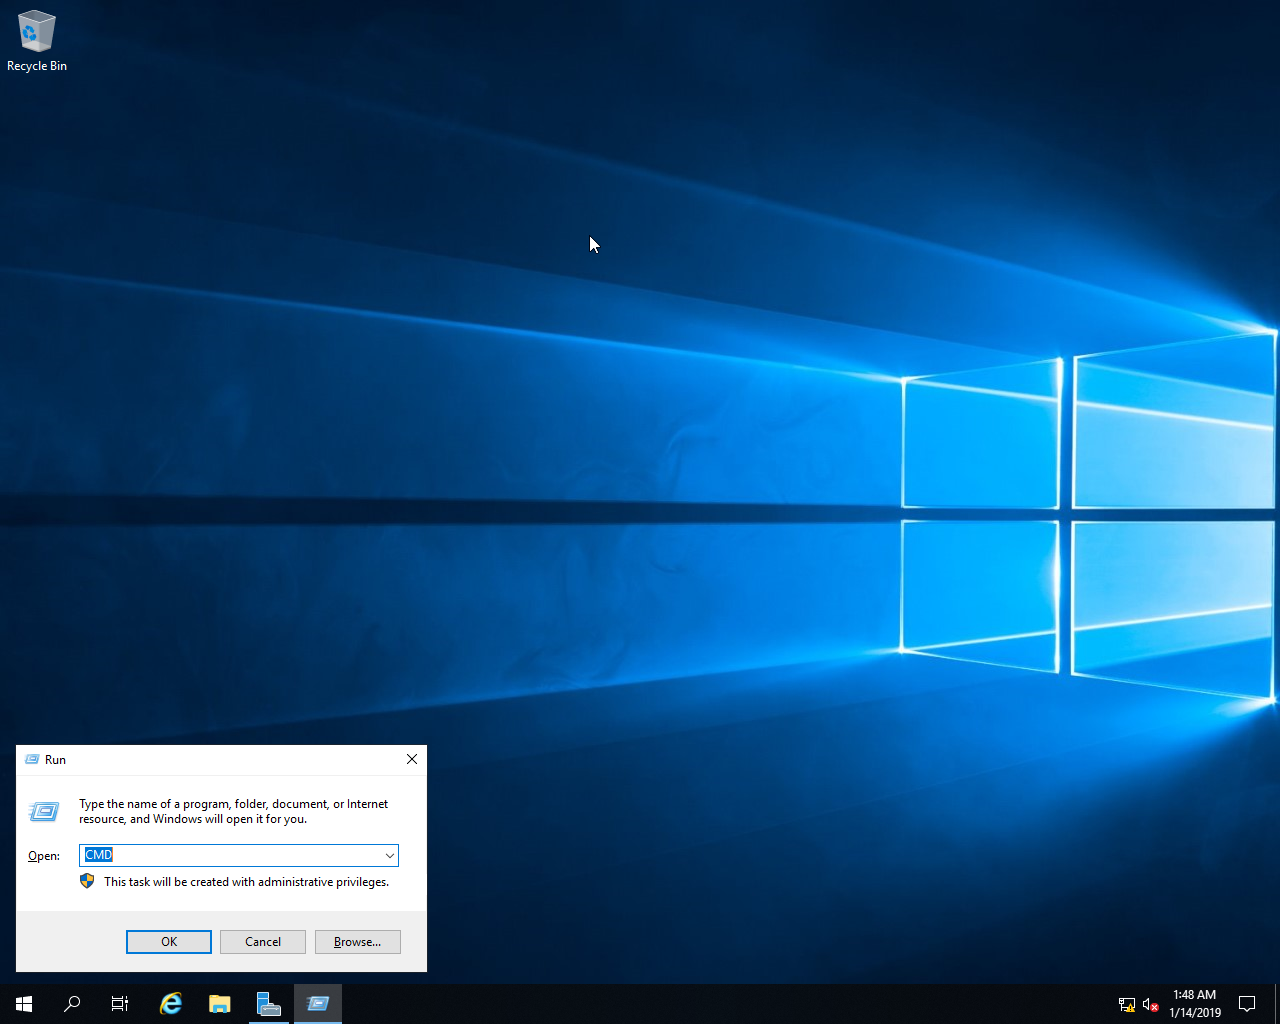 Recycle Bin
Run
Type the name of a program, folder, document, or Internet
resource, and Windows will open it for you.
Open:
CMD
This task will be created with administrative privileges.
OK
Cancel
Browse...
1:48 AM
1/14/2019